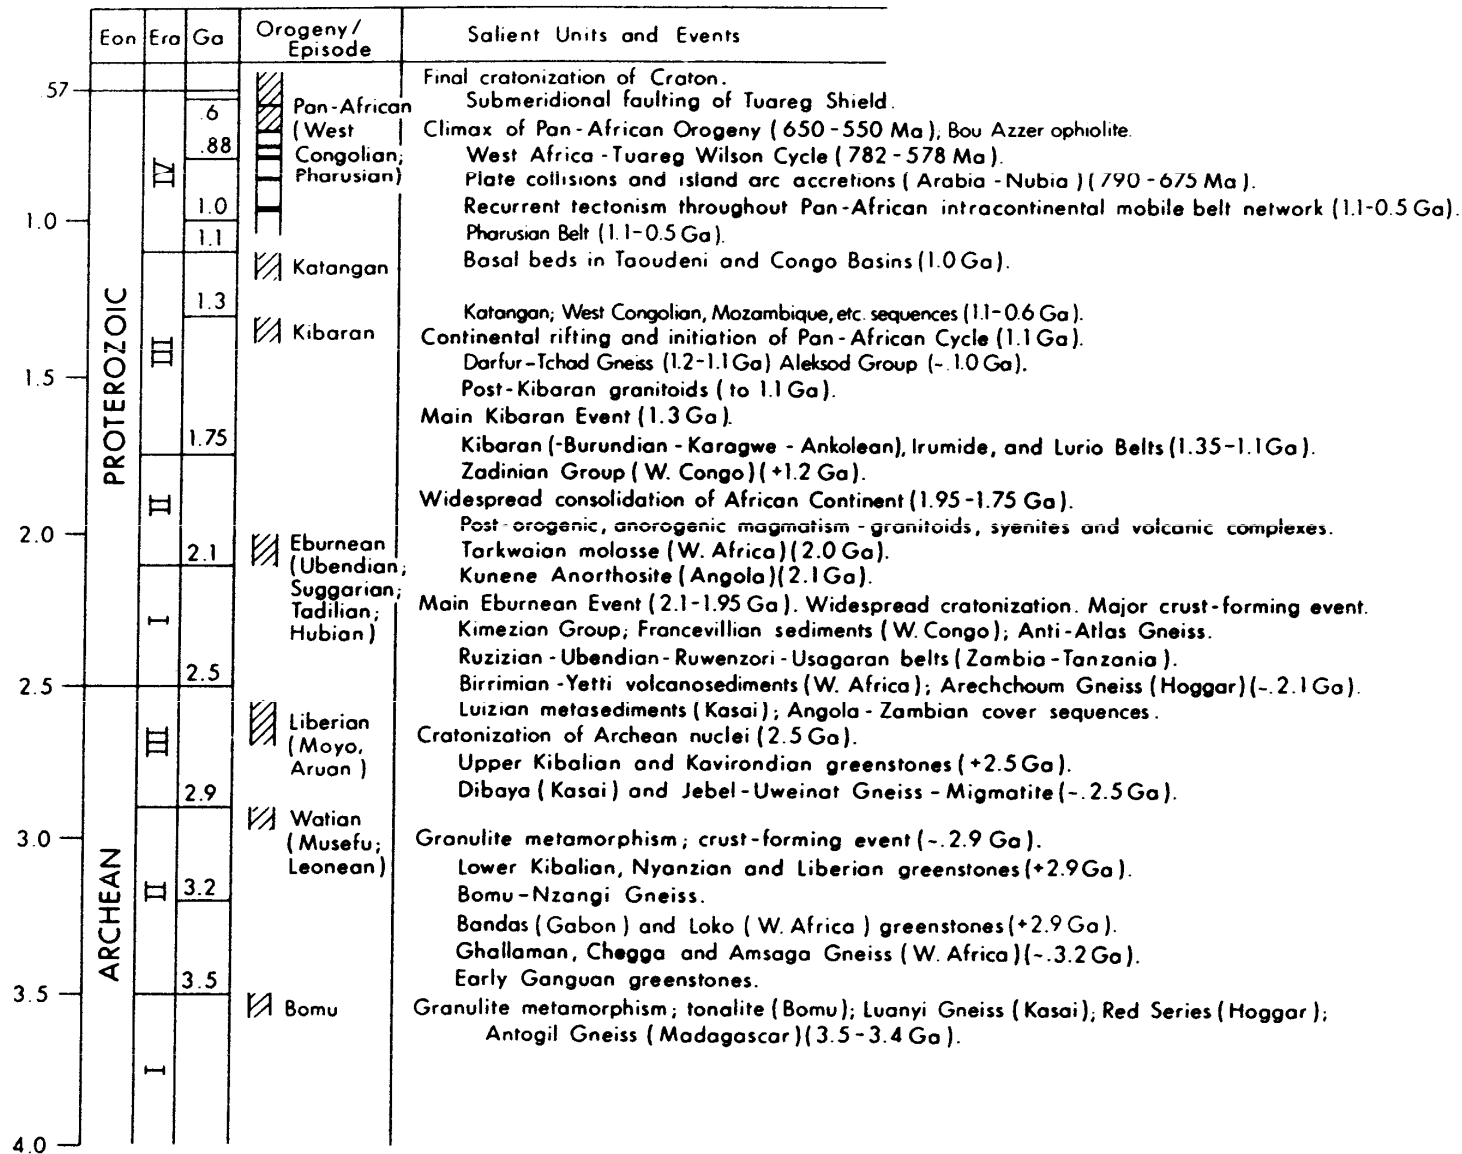 Eon Era Ga Orogeny/ Episode Salient Units and Events
.57
1.0
1.5
2.0
2.5
3.0
3.5
4.0
PROTEROZOIC
ARCHEAN
IV
III
II
I
III
II
I
.6
.88
1.0
1.1
1.3
1.75
2.1
2.5
2.9
3.2
3.5
Pan-African
(West
Congolian;
Pharusian)
Katangan
Kibaran
Eburnean
(Ubendian;
Suggarian;
Tadilian;
Hubian)
Liberian
(Moyo,
Aruan)
Watian
(Musefu;
Leonean)
Bomu
Final cratonization of Craton.
Submeridional faulting of Tuareg Shield.
Climax of Pan-African Orogeny (650-550 Ma); Bou Azzer ophiolite.
West Africa-Tuareg Wilson Cycle (782-578 Ma).
Plate collisions and island arc accretions (Arabia-Nubia)(790-675 Ma).
Recurrent tectonism throughout Pan-African intracontinental mobile belt network (1.1-0.5 Ga).
Pharusian Belt (1.1-0.5 Ga).
Basal beds in Taoudeni and Congo Basins (1.0 Ga).
Katangan; West Congolian, Mozambique, etc. sequences (1.1-0.6 Ga).
Continental rifting and initiation of Pan-African Cycle (1.1 Ga).
Darfur-Tchad Gneiss (1.2-1.1 Ga) Aleksod Group (~.1.0 Ga).
Post-Kibaran granitoids (to 1.1 Ga).
Main Kibaran Event (1.3 Ga).
Kibaran (-Burundian-Karagwe-Ankolean), Irumide, and Lurio Belts (1.35-1.1 Ga).
Zadinian Group (W. Congo)(+1.2 Ga).
Widespread consolidation of African Continent (1.95-1.75 Ga).
Post-orogenic, anorogenic magmatism-granitoids, syenites and volcanic complexes.
Tarkwaian molasse (W. Africa)(2.0 Ga).
Kunene Anorthosite (Angola)(2.1 Ga).
Main Eburnean Event (2.1-1.95 Ga). Widespread cratonization. Major crust-forming event.
Kimezian Group; Francevillian sediments (W. Congo); Anti-Atlas Gneiss.
Ruzizian-Ubendian-Ruwenzori-Usagaran belts (Zambia-Tanzania).
Birrimian-Yetti volcanosediments (W. Africa); Arechchoum Gneiss (Hoggar)(~.2.1 Ga).
Luizian metasediments (Kasai); Angola-Zambian cover sequences.
Cratonization of Archean nuclei (2.5 Ga).
Upper Kibalian and Kavirondian greenstones (+2.5 Ga).
Dibaya (Kasai) and Jebel-Uweinat Gneiss-Migmatite (~.2.5 Ga).
Granulite metamorphism; crust-forming event (~.2.9 Ga).
Lower Kibalian, Nyanzian and Liberian greenstones (+2.9 Ga).
Bomu-Nzangi Gneiss.
Bandas (Gabon) and Loko (W. Africa) greenstones (+2.9 Ga).
Ghallaman, Chegga and Amsaga Gneiss (W. Africa)(~.3.2 Ga).
Early Ganguan greenstones.
Granulite metamorphism; tonalite (Bomu); Luanyi Gneiss (Kasai); Red Series (Hoggar);
Antogil Gneiss (Madagascar)(3.5-3.4 Ga).